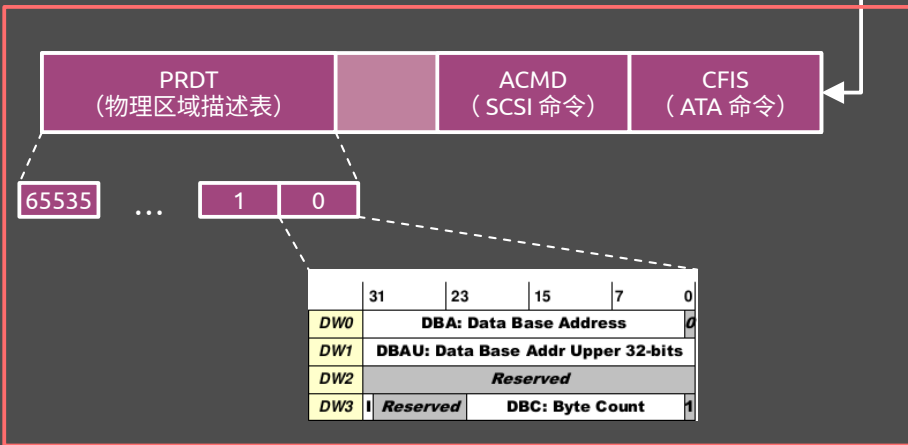 PRDT
（物理区域描述表）
ACMD
（ SCSI 命令）
CFIS
（ ATA 命令）
65535
...
1
0
31 23 15 7 0
DW0 DBA: Data Base Address 0
DW1 DBAU: Data Base Addr Upper 32-bits
DW2 Reserved
DW3 I Reserved DBC: Byte Count 1